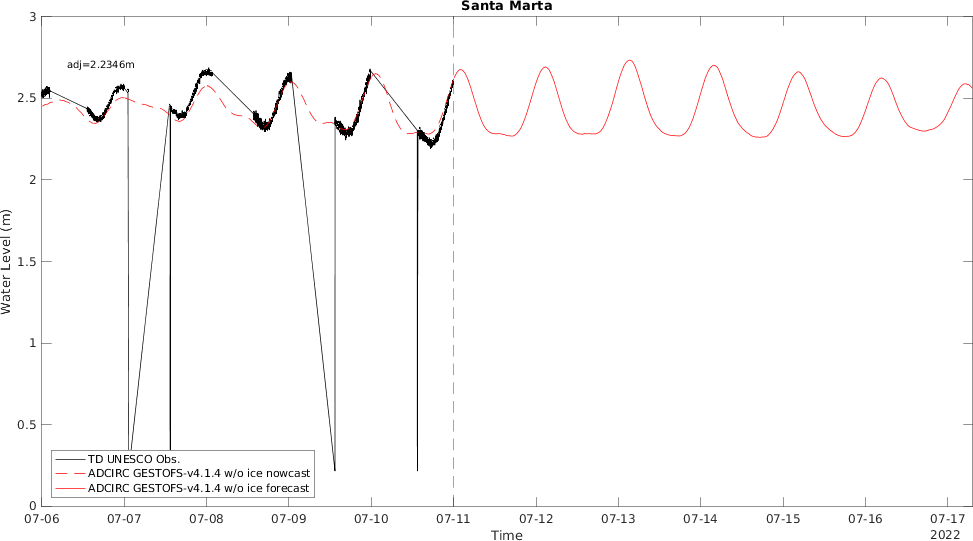 Santa Marta
3
adj=2.2346m
2.5
2
1.5
1
0.5
0
Water Level (m)
TD UNESCO Obs.
ADCIRC GESTOFS-v4.1.4 w/o ice nowcast
ADCIRC GESTOFS-v4.1.4 w/o ice forecast
07-06 07-07 07-08 07-09 07-10 07-11 07-12 07-13 07-14 07-15 07-16 07-17
2022
Time